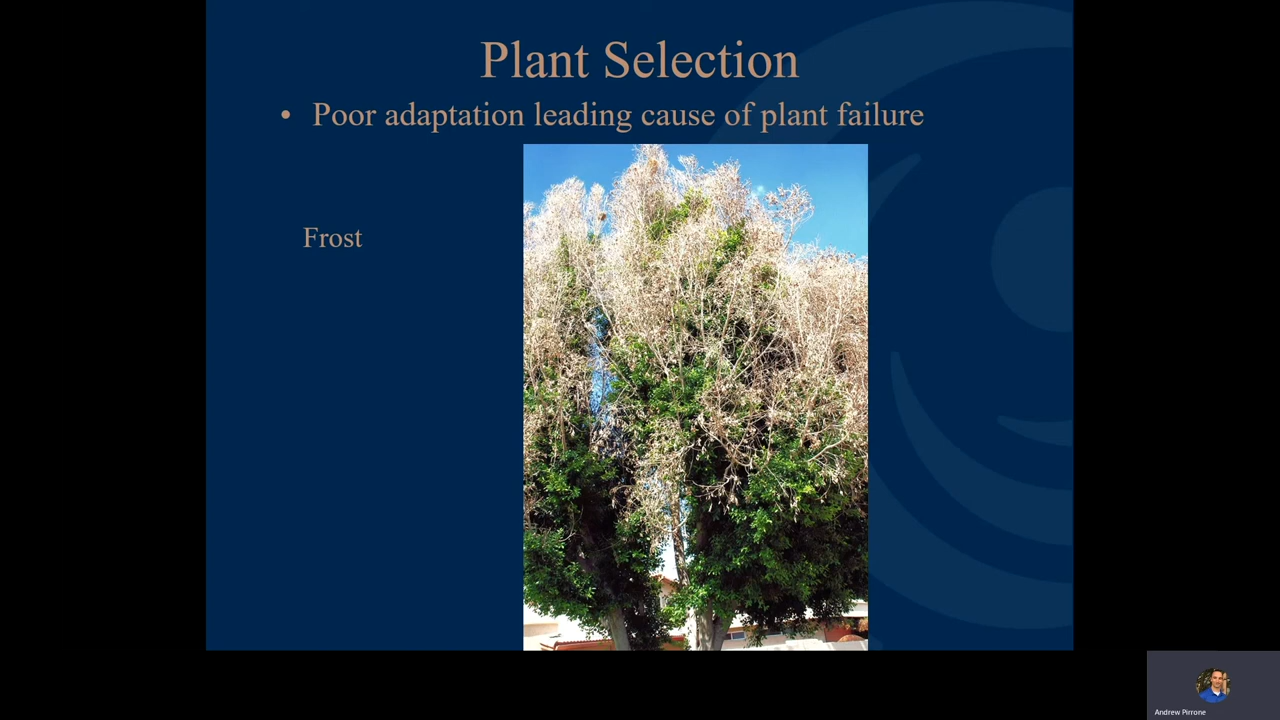 Plant Selection
• Poor adaptation leading cause of plant failure
Frost
Andrew Pirrone